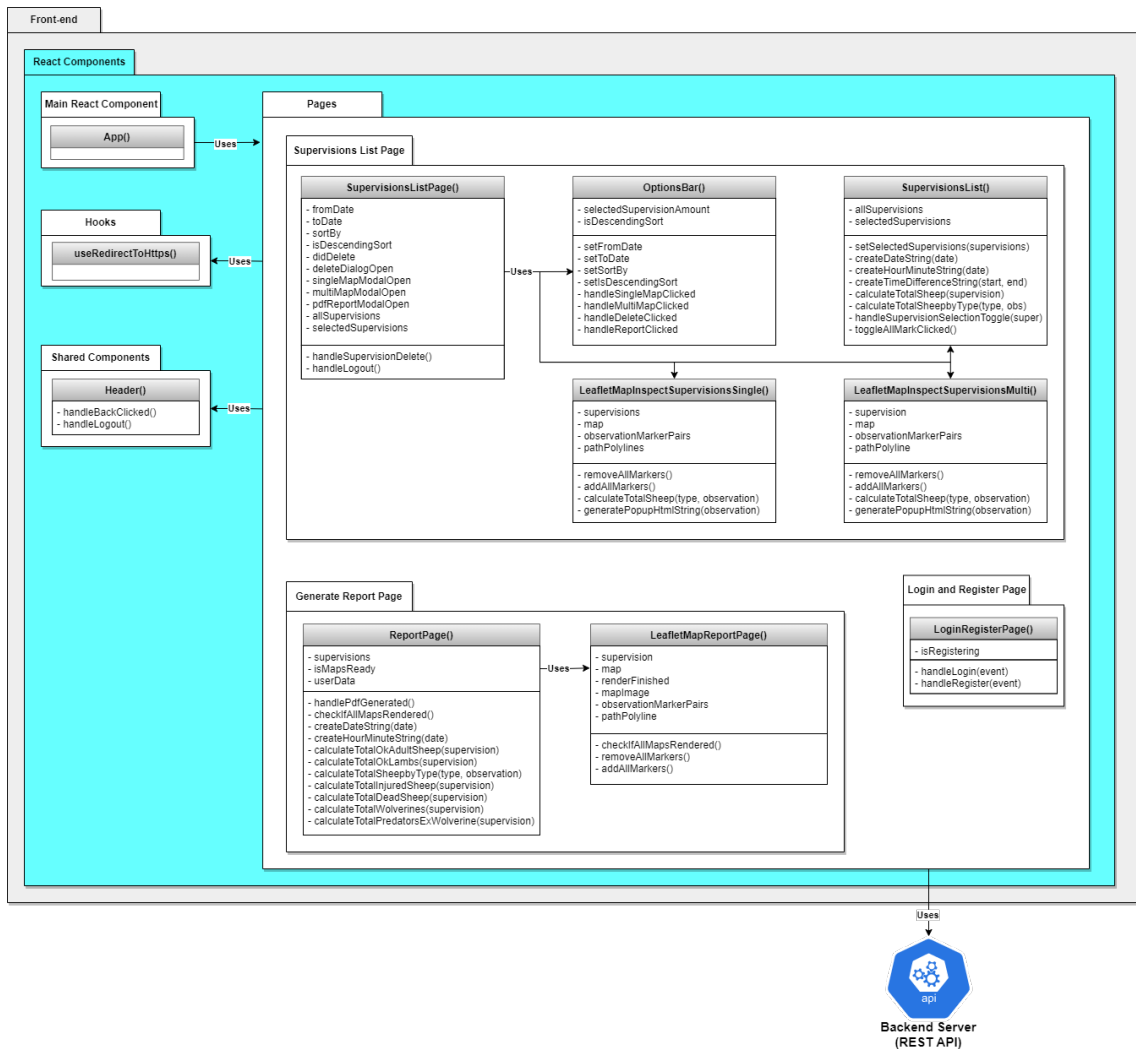 Front-end
React Components
Main React Component
App()
Uses
Hooks
useRedirectToHttps()
Uses
Shared Components
Header()
- handleBackClicked()
- handleLogout()
Uses
Pages
Supervisions List Page
SupervisionsListPage()
- fromDate
- toDate
- sortBy
- isDescendingSort
- didDelete
- deleteDialogOpen
- singleMapModalOpen
- multiMapModalOpen
- pdfReportModalOpen
- allSupervisions
- selectedSupervisions
- handleSupervisionDelete()
- handleLogout()
Uses
OptionsBar()
- selectedSupervisionAmount
- isDescendingSort
- setFromDate
- setToDate
- setSortBy
- setIsDescendingSort
- handleSingleMapClicked
- handleMultiMapClicked
- handleDeleteClicked
- handleReportClicked
SupervisionsList()
- allSupervisions
- selectedSupervisions
- setSelectedSupervisions(supervisions)
- createDateString(date)
- createHourMinuteString(date)
- createTimeDifferenceString(start, end)
- calculateTotalSheep(supervision)
- calculateTotalSheepbyType(type, obs)
- handleSupervisionSelectionToggle(super)
- toggleAllMarkClicked()
LeafletMapInspectSupervisionsSingle()
- supervisions
- map
- observationMarkerPairs
- pathPolylines
- removeAllMarkers()
- addAllMarkers()
- calculateTotalSheep(type, observation)
- generatePopupHtmlString(observation)
LeafletMapInspectSupervisionsMulti()
- supervision
- map
- observationMarkerPairs
- pathPolyline
- removeAllMarkers()
- addAllMarkers()
- calculateTotalSheep(type, observation)
- generatePopupHtmlString(observation)
Generate Report Page
ReportPage()
- supervisions
- isMapsReady
- userData
- handlePdfGenerated()
- checkIfAllMapsRendered()
- createDateString(date)
- createHourMinuteString(date)
- calculateTotalOkAdultSheep(supervision)
- calculateTotalOkLambs(supervision)
- calculateTotalSheepbyType(type, observation)
- calculateTotalInjuredSheep(supervision)
- calculateTotalDeadSheep(supervision)
- calculateTotalWolverines(supervision)
- calculateTotalPredatorsExWolverine(supervision)
Uses
LeafletMapReportPage()
- supervision
- map
- renderFinished
- mapImage
- observationMarkerPairs
- pathPolyline
- checkIfAllMapsRendered()
- removeAllMarkers()
- addAllMarkers()
Login and Register Page
LoginRegisterPage()
- isRegistering
- handleLogin(event)
- handleRegister(event)
Uses
api
Backend Server
(REST API)